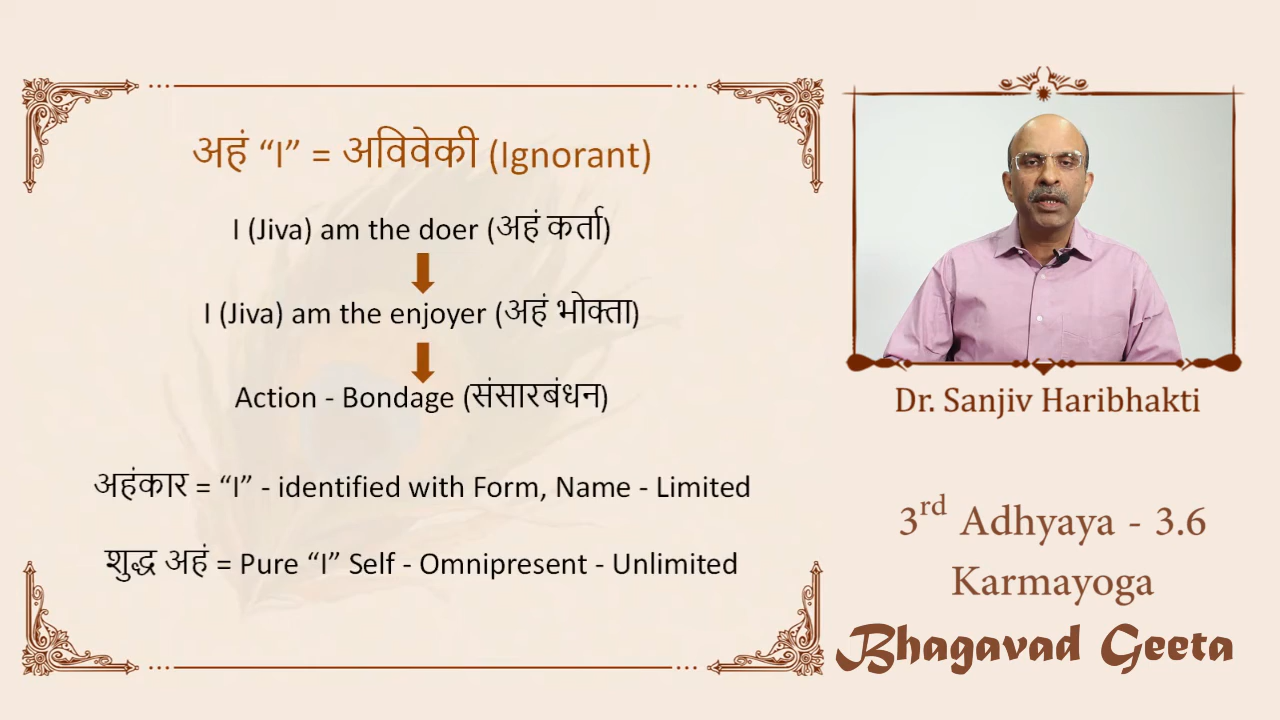 अहं “I” = अविवेकी (Ignorant)
I (Jiva) am the doer (अहं कर्ता)
I (Jiva) am the enjoyer (अहं भोक्ता)
Action - Bondage (संसारबंधन)
अहंकार = “I” - identified with Form, Name - Limited
शुद्ध अहं = Pure “I” Self - Omnipresent - Unlimited
Dr. Sanjiv Haribhakti
3rd Adhyaya - 3.6
Karmayoga
Bhagavad Geeta